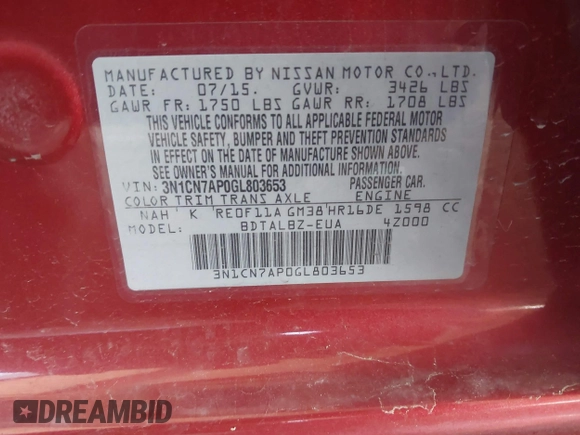 MANUFACTURED BY NISSAN MOTOR CO.,LTD.
DATE: 07/15. GVWR: 3426 LBS
GAWR FR: 1750 LBS GAWR RR: 1708 LBS
THIS VEHICLE CONFORMS TO ALL APPLICABLE FEDERAL MOTOR
VEHICLE SAFETY, BUMPER AND THEFT PREVENTION STANDARDS
IN EFFECT ON THE DATE OF MANUFACTURE SHOWN ABOVE.
SEE OWNER'S MANUAL FOR ADDITIONAL INFORMATION.
VIN: 3N1CN7AP0GL803653 PASSENGER CAR.
COLOR TRIM TRANS AXLE ENGINE
NAH' K 'RE0F11A GM38'HR16DE 1598 CC
BDTALBZ-EUA 4Z000
3N1CN7AP0GL803653
DREAMBID